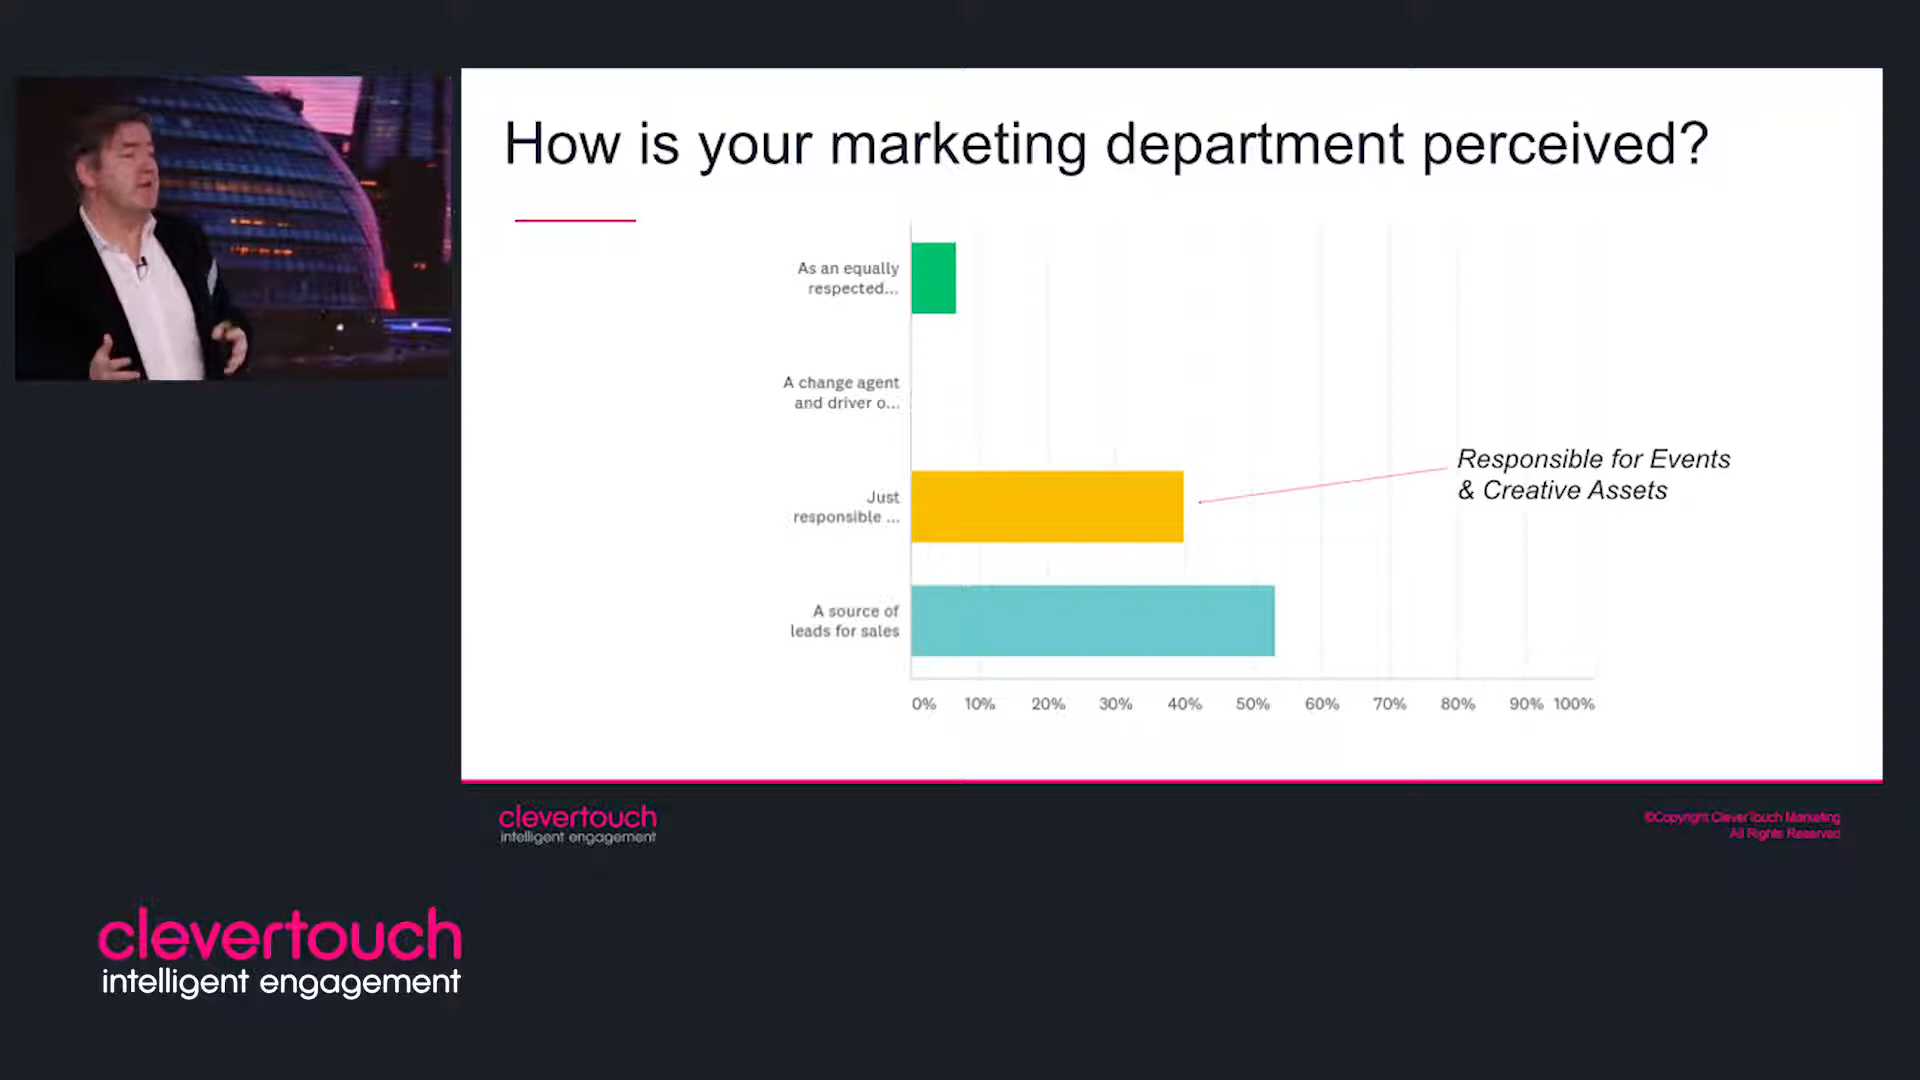 How is your marketing department perceived?
As an equally
respected...
A change agent
and driver o...
Just
responsible ...
A source of
leads for sales
Responsible for Events
& Creative Assets
0% 10% 20% 30% 40% 50% 60% 70% 80% 90% 100%
clevertouch
intelligent engagement
©Copyright CleverTouch Marketing
All Rights Reserved
clevertouch
intelligent engagement